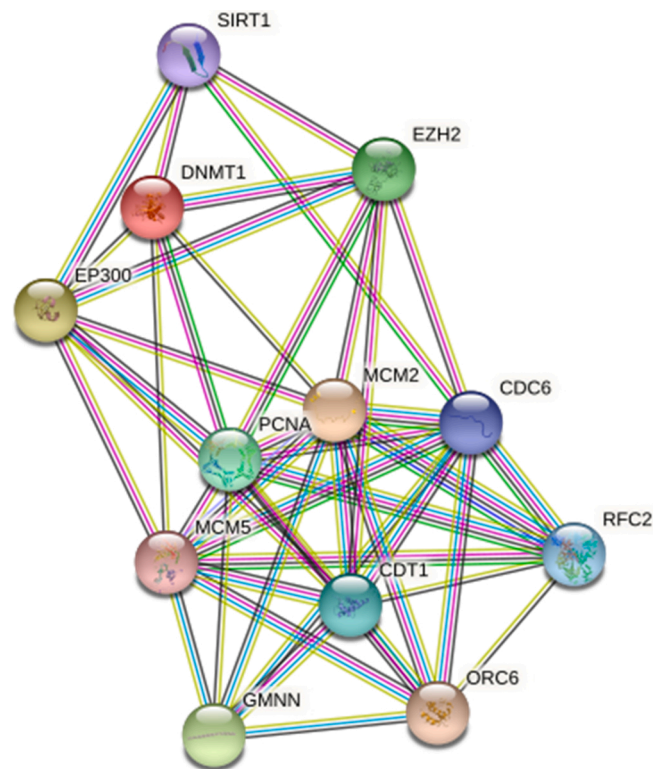 SIRT1
EZH2
DNMT1
EP300
MCM2
CDC6
PCNA
RFC2
MCM5
CDT1
ORC6
GMNN